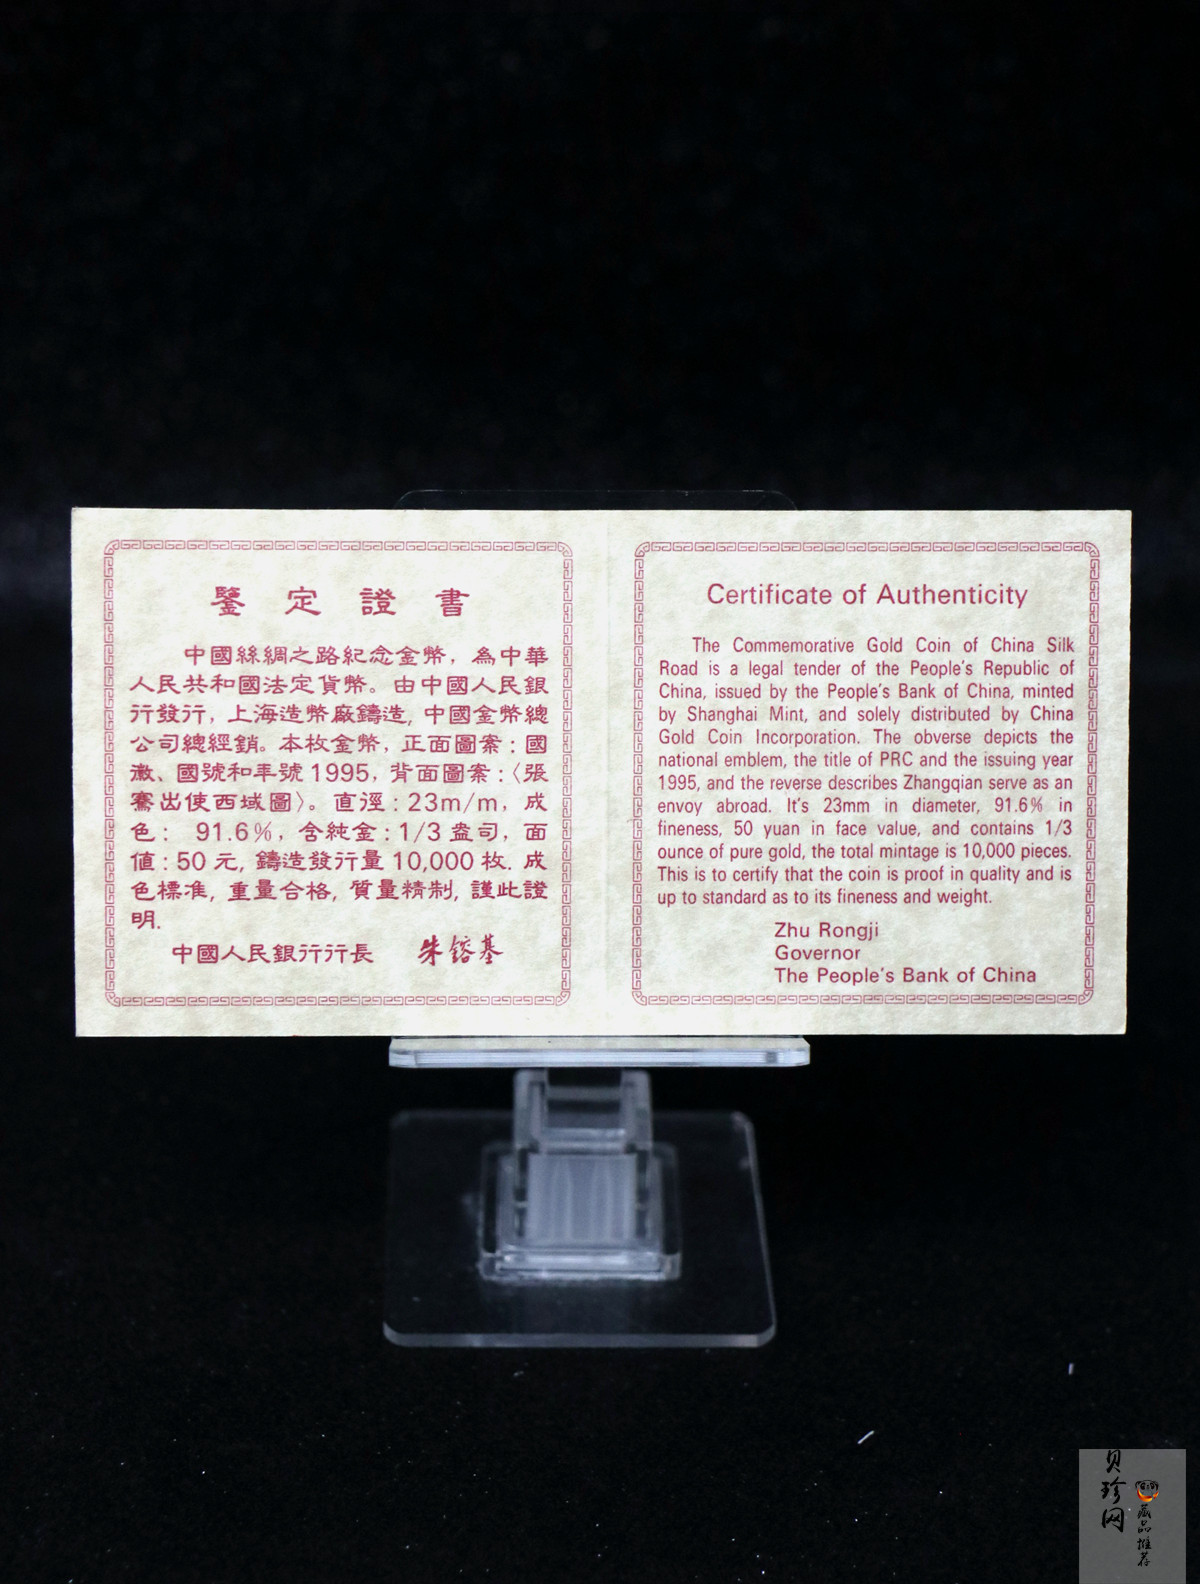 鑒定證書
中國絲綢之路紀念金幣，為中華
人民共和國法定貨幣。由中國人民銀
行發行，上海造幣廠鑄造，中國金幣總
公司總經銷。本枚金幣，正面圖案：國
徽、國號和年號1995，背面圖案：〈張
騫出使西域圖〉。直徑：23m/m，成
色： 91.6%，含純金：1/3盎司，面
值：50元，鑄造發行量10,000枚．成
色標准，重量合格，質量精制，謹此證
明．
中國人民銀行行長 朱鎔基
Certificate of Authenticity
The Commemorative Gold Coin of China Silk
Road is a legal tender of the People's Republic of
China, issued by the People's Bank of China, minted
by Shanghai Mint, and solely distributed by China
Gold Coin Incorporation. The obverse depicts the
national emblem, the title of PRC and the issuing year
1995, and the reverse describes Zhangqian serve as an
envoy abroad. It's 23mm in diameter, 91.6% in
fineness, 50 yuan in face value, and contains 1/3
ounce of pure gold, the total mintage is 10,000 pieces.
This is to certify that the coin is proof in quality and is
up to standard as to its fineness and weight.
Zhu Rongji
Governor
The People's Bank of China
贝珍网
藏品推荐